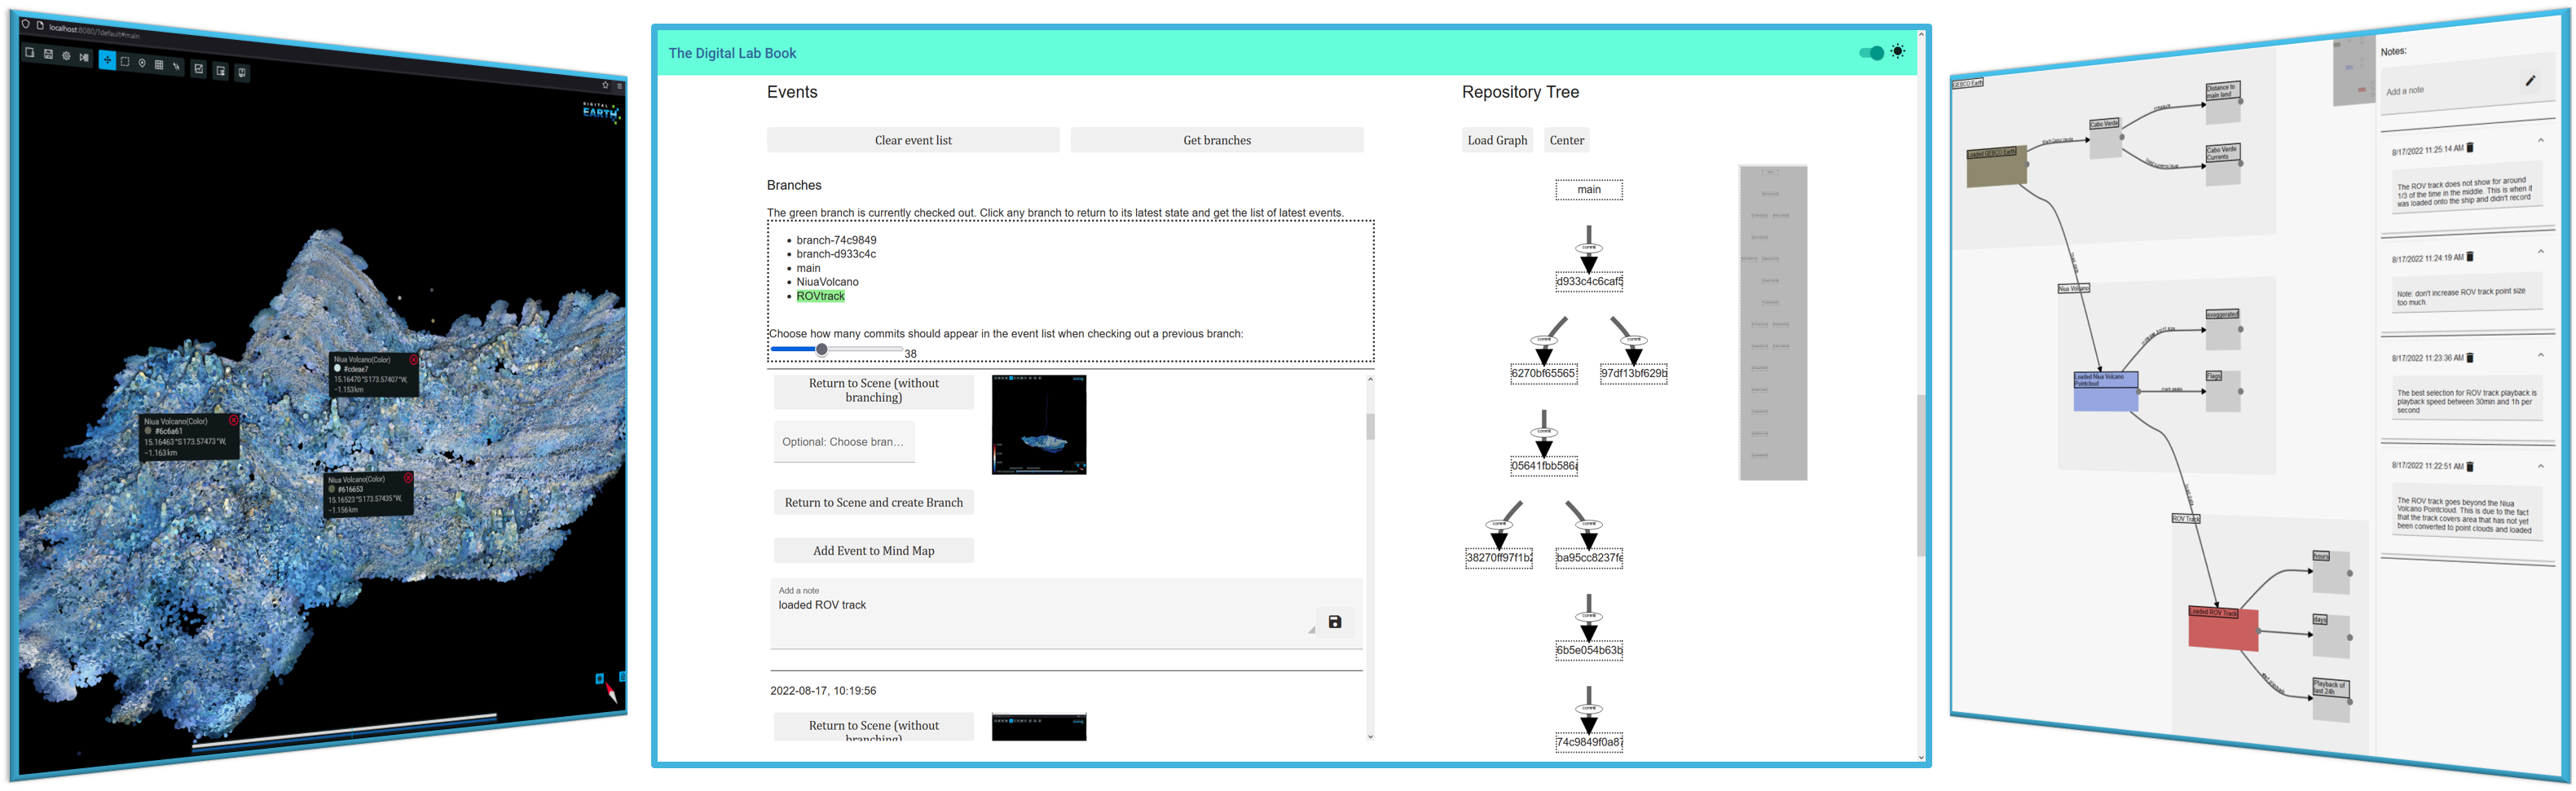 localhost:8080/?default#main
DIGITAL
EARTH
Niua Volcano(Color)
#cdeae7
15.16470°S173.57407°W,
−1.153km
Niua Volcano(Color)
#6c6a61
15.16463°S173.57473°W,
−1.163km
Niua Volcano(Color)
#616653
15.16523°S173.57435°W,
−1.156km
The Digital Lab Book
Events
Clear event list
Get branches
Branches
The green branch is currently checked out. Click any branch to return to its latest state and get the list of latest events.
branch-74c9849
branch-d933c4c
main
NiuaVolcano
ROVtrack
Choose how many commits should appear in the event list when checking out a previous branch:
38
Return to Scene (without
branching)
Optional: Choose bran…
Return to Scene and create Branch
Add Event to Mind Map
Add a note
loaded ROV track
2022-08-17, 10:19:56
Return to Scene (without
branching)
Repository Tree
Load Graph
Center
main
commit
d933c4c6caf5
commit
commit
6270bf65565
97df13bf629b
commit
05641fbb586
commit
commit
38270ff97f1b
ba95cc8237f
commit
6b5e054b63b
commit
74c9849f0a87
GEBCO Earth
Loaded GEBCO Earth
Cabo Verde
Distance to
main land
Cabo Verde
Currents
Niua Volcano
Loaded Niua Volcano
Pointcloud
exaggerated
Flags
ROV Track
Loaded ROV Track
hours
days
Playback of
last 24h
Notes:
Add a note
8/17/2022 11:25:14 AM
The ROV track does not show for around
1/3 of the time in the middle. This is when it
was loaded onto the ship and didn't record
8/17/2022 11:24:19 AM
Note: don't increase ROV track point size
too much.
8/17/2022 11:23:36 AM
The best selection for ROV track playback is
playback speed between 30min and 1h per
second
8/17/2022 11:22:51 AM
The ROV track goes beyond the Niua
Volcano Pointcloud. This is due to the fact
that the track covers area that has not yet
been converted to point clouds and loaded